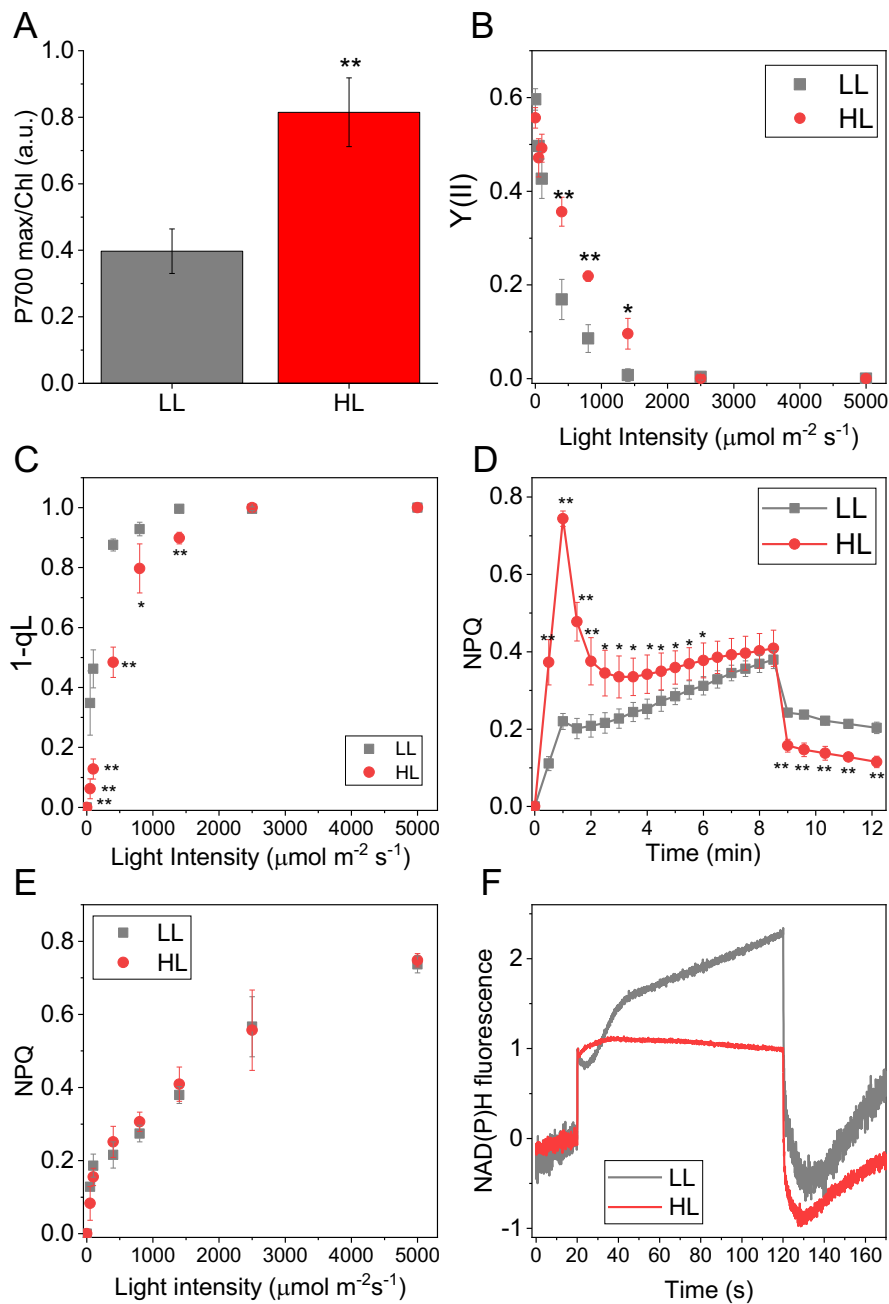 A
P700 max/Chl (a.u.)
1.0
0.8
0.6
0.4
0.2
0.0
**
LL
HL
B
Y(II)
0.6
0.4
0.2
0.0
LL
HL
**
**
*
0 1000 2000 3000 4000 5000
Light Intensity (μmol m⁻² s⁻¹)
C
1-qL
1.0
0.8
0.6
0.4
0.2
0.0
**
*
**
**
**
**
LL
HL
0 1000 2000 3000 4000 5000
Light Intensity (μmol m⁻² s⁻¹)
D
NPQ
0.8
0.6
0.4
0.2
0.0
LL
HL
**
**
**
**
* * * * * * * *
** ** ** ** **
0 2 4 6 8 10 12
Time (min)
E
NPQ
0.8
0.6
0.4
0.2
0.0
LL
HL
0 1000 2000 3000 4000 5000
Light intensity (μmol m⁻²s⁻¹)
F
NAD(P)H fluorescence
2
1
0
-1
LL
HL
0 20 40 60 80 100 120 140 160
Time (s)